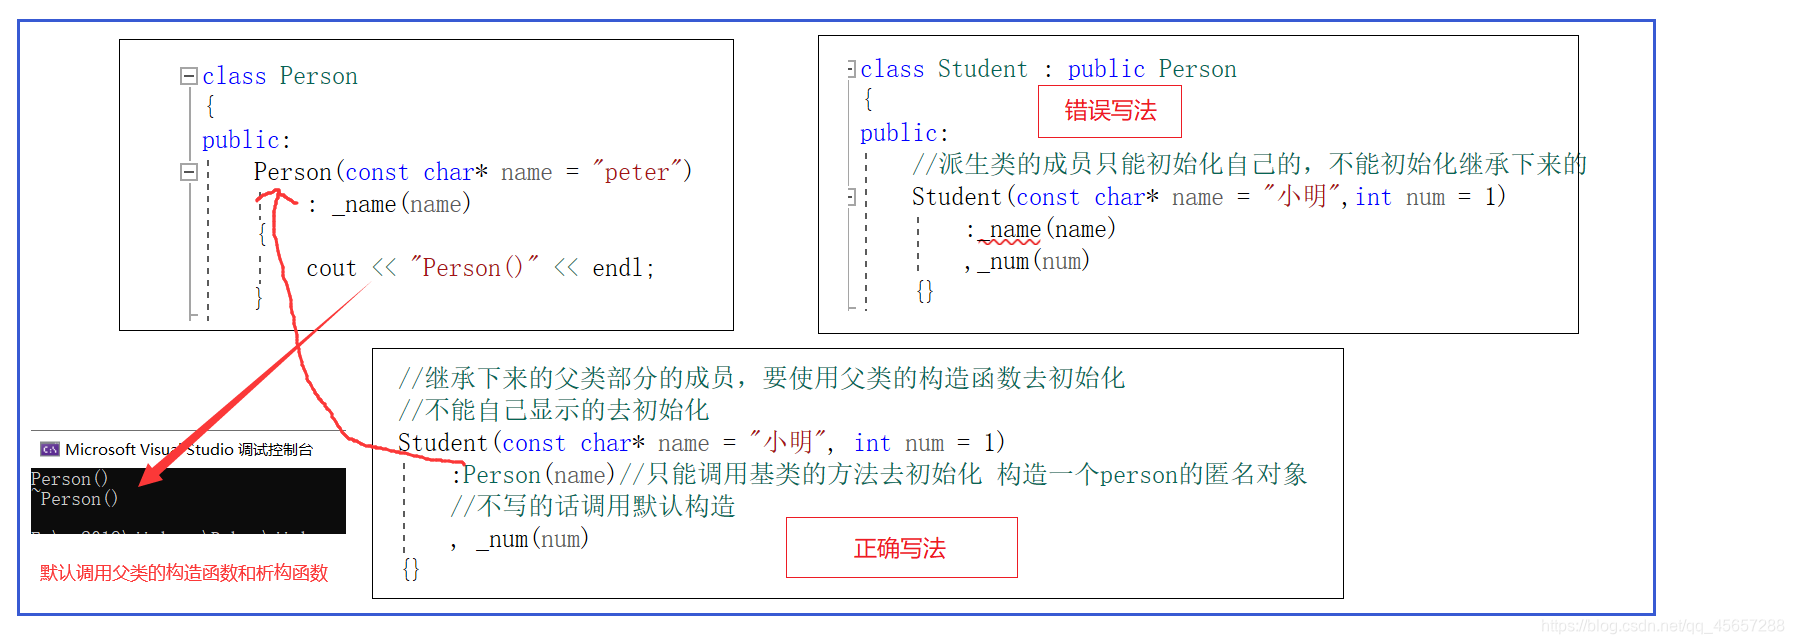 class Person
{
public:
Person(const char* name = "peter")
: _name(name)
{
cout << "Person()" << endl;
}
class Student : public Person
{
错误写法
public:
//派生类的成员只能初始化自己的，不能初始化继承下来的
Student(const char* name = "小明",int num = 1)
:_name(name)
,_num(num)
{}
//继承下来的父类部分的成员，要使用父类的构造函数去初始化
//不能自己显示的去初始化
Student(const char* name = "小明", int num = 1)
:Person(name)//只能调用基类的方法去初始化 构造一个person的匿名对象
//不写的话调用默认构造
, _num(num)
{}
正确写法
Microsoft Visual Studio 调试控制台
Person()
~Person()
默认调用父类的构造函数和析构函数
https://blog.csdn.net/qq_45657288